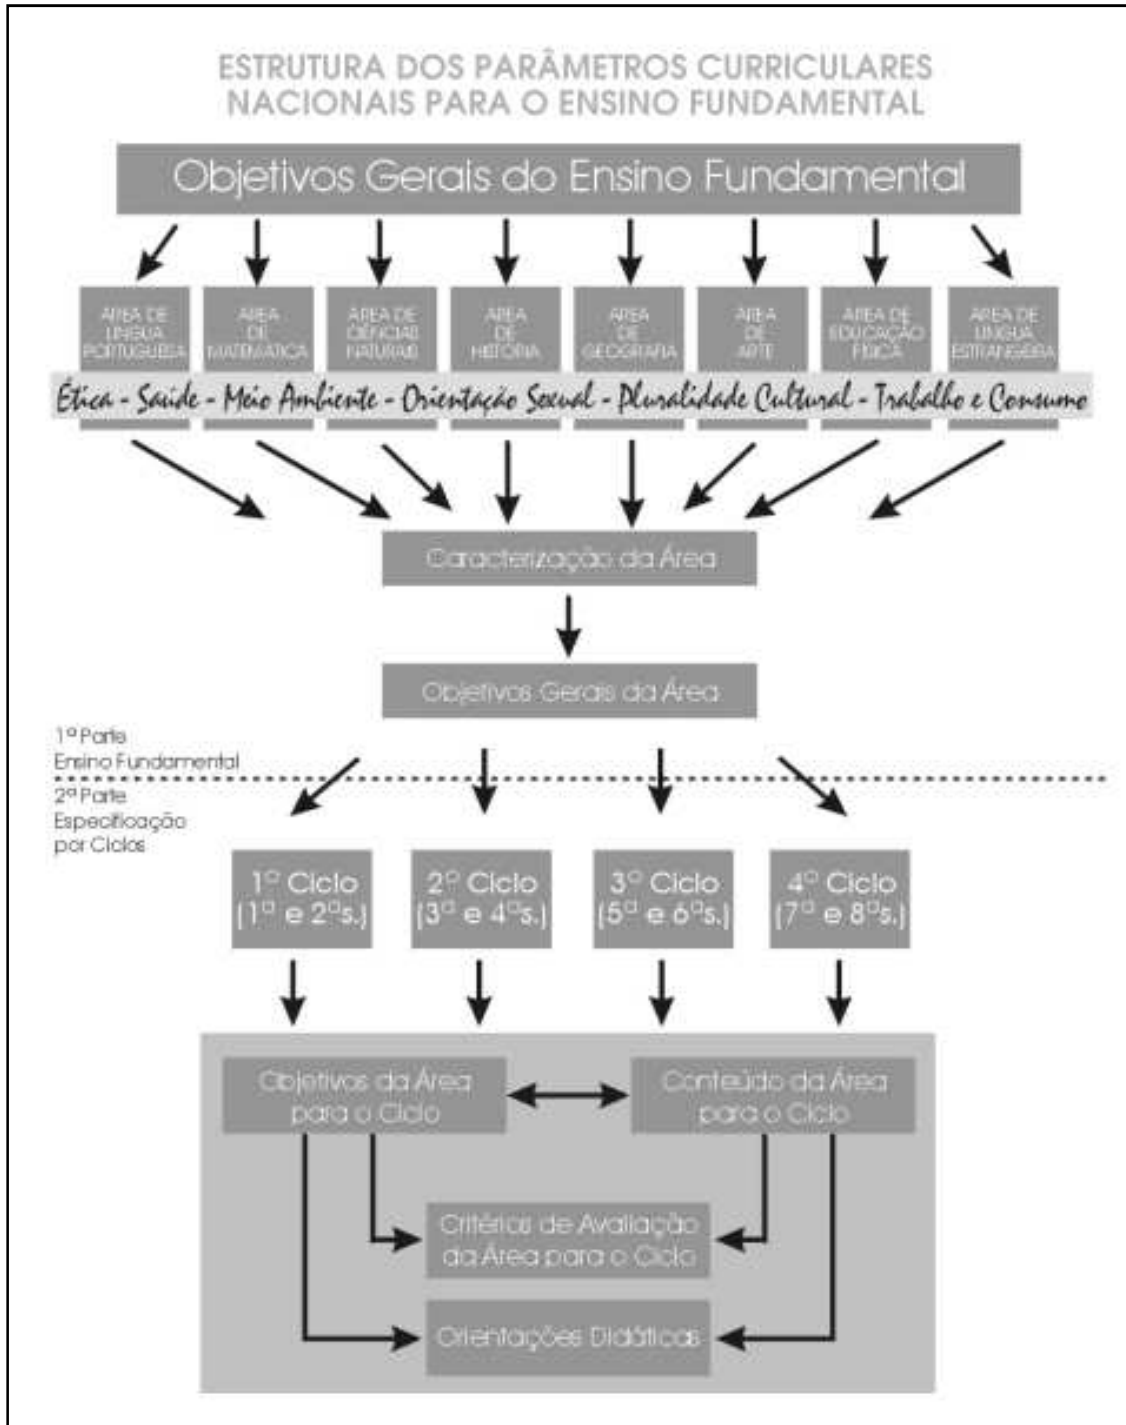 ESTRUTURA DOS PARÂMETROS CURRICULARES
NACIONAIS PARA O ENSINO FUNDAMENTAL
Objetivos Gerais do Ensino Fundamental
ÁREA DE
LÍNGUA
PORTUGUESA
ÁREA
DE
MATEMÁTICA
ÁREA DE
CIÊNCIAS
NATURAIS
ÁREA
DE
HISTÓRIA
ÁREA
DE
GEOGRAFIA
ÁREA
DE
ARTE
ÁREA DE
EDUCAÇÃO
FÍSICA
ÁREA DE
LÍNGUA
ESTRANGEIRA
Ética - Saúde - Meio Ambiente - Orientação Sexual - Pluralidade Cultural - Trabalho e Consumo
Caracterização da Área
Objetivos Gerais da Área
1ª Parte
Ensino Fundamental
2ª Parte
Especificação
por Ciclos
1º Ciclo
(1ª e 2ªs.)
2º Ciclo
(3ª e 4ªs.)
3º Ciclo
(5ª e 6ªs.)
4º Ciclo
(7ª e 8ªs.)
Objetivos da Área
para o Ciclo
Conteúdo da Área
para o Ciclo
Critérios de Avaliação
da Área para o Ciclo
Orientações Didáticas